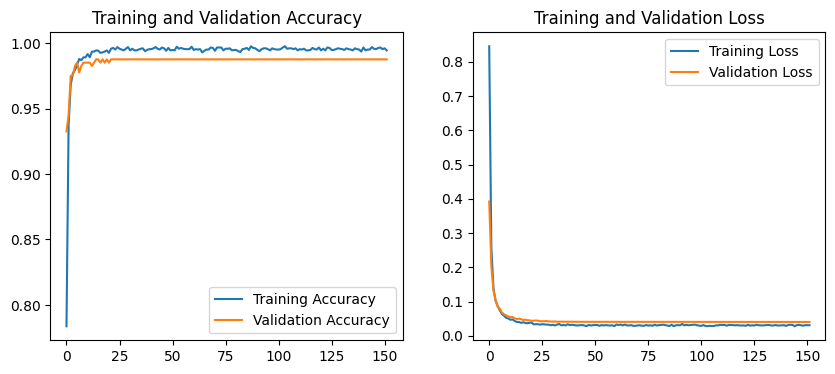 Training and Validation Accuracy
1.00
0.95
0.90
0.85
0.80
Training Accuracy
Validation Accuracy
0 25 50 75 100 125 150
Training and Validation Loss
Training Loss
Validation Loss
0.8
0.7
0.6
0.5
0.4
0.3
0.2
0.1
0.0
0 25 50 75 100 125 150